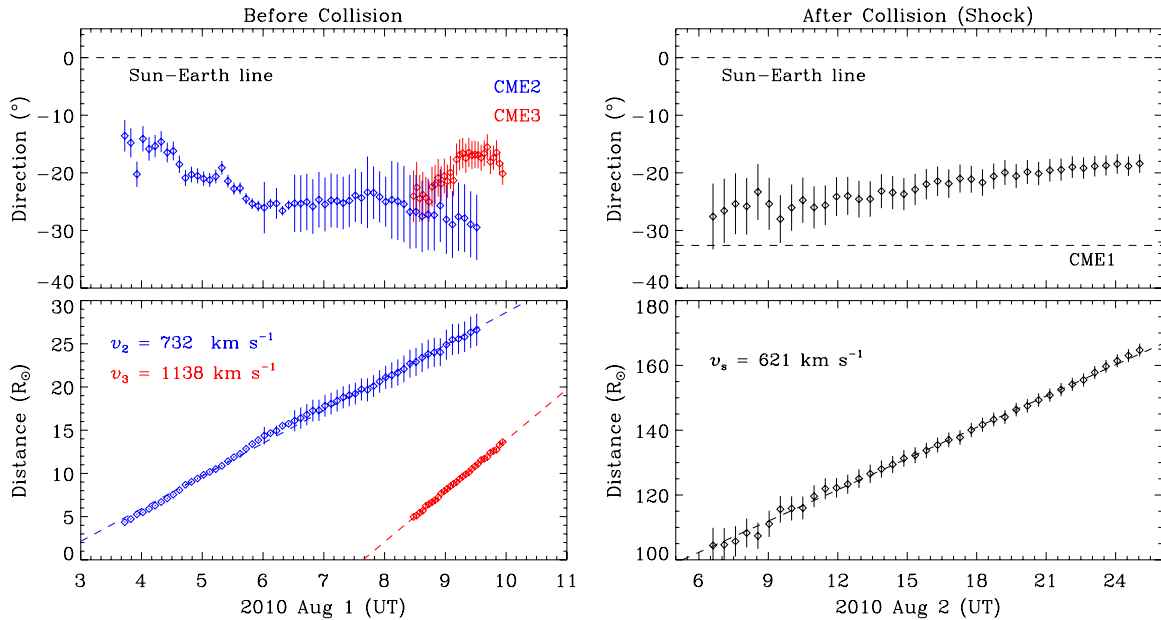 Before Collision
After Collision (Shock)
0
-10
-20
-30
-40
Direction (°)
Sun-Earth line
CME2
CME3
0
-10
-20
-30
-40
Direction (°)
Sun-Earth line
CME1
30
25
20
15
10
5
0
Distance (R☉)
v₂ = 732 km s⁻¹
v₃ = 1138 km s⁻¹
3 4 5 6 7 8 9 10 11
2010 Aug 1 (UT)
180
160
140
120
100
Distance (R☉)
vₛ = 621 km s⁻¹
6 9 12 15 18 21 24
2010 Aug 2 (UT)